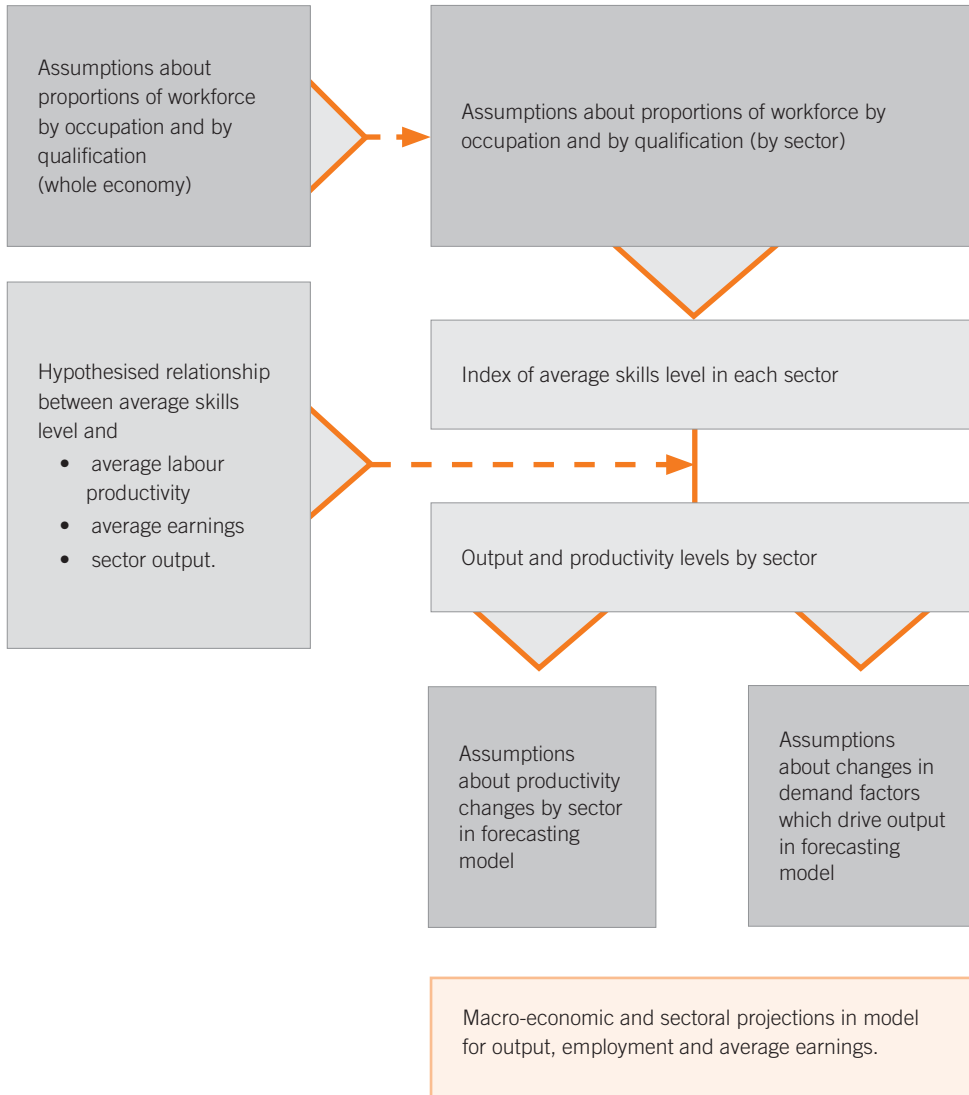 Assumptions about
proportions of workforce
by occupation and by
qualification
(whole economy)
Assumptions about proportions of workforce by
occupation and by qualification (by sector)
Hypothesised relationship
between average skills
level and
• average labour
productivity
• average earnings
• sector output.
Index of average skills level in each sector
Output and productivity levels by sector
Assumptions
about productivity
changes by sector
in forecasting
model
Assumptions
about changes in
demand factors
which drive output
in forecasting
model
Macro-economic and sectoral projections in model
for output, employment and average earnings.